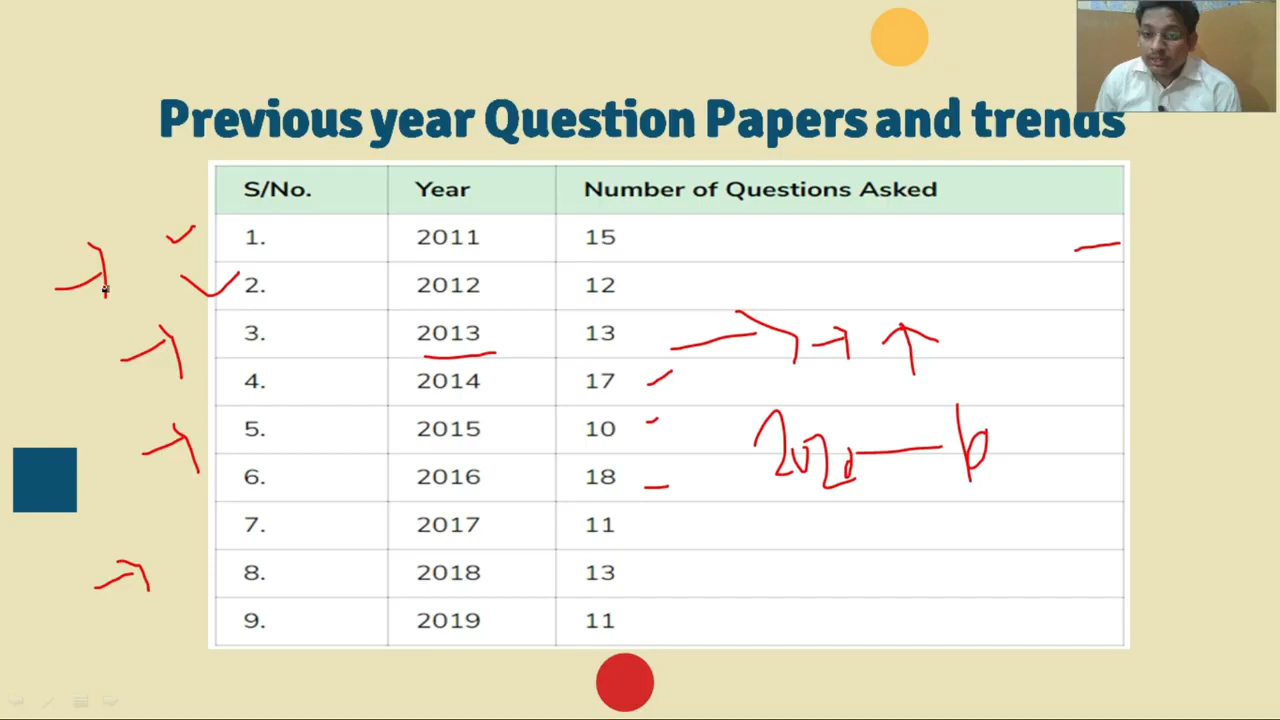 Previous year Question Papers and trends
S/No. Year Number of Questions Asked
1. 2011 15
2. 2012 12
3. 2013 13
4. 2014 17
5. 2015 10
6. 2016 18
7. 2017 11
8. 2018 13
9. 2019 11